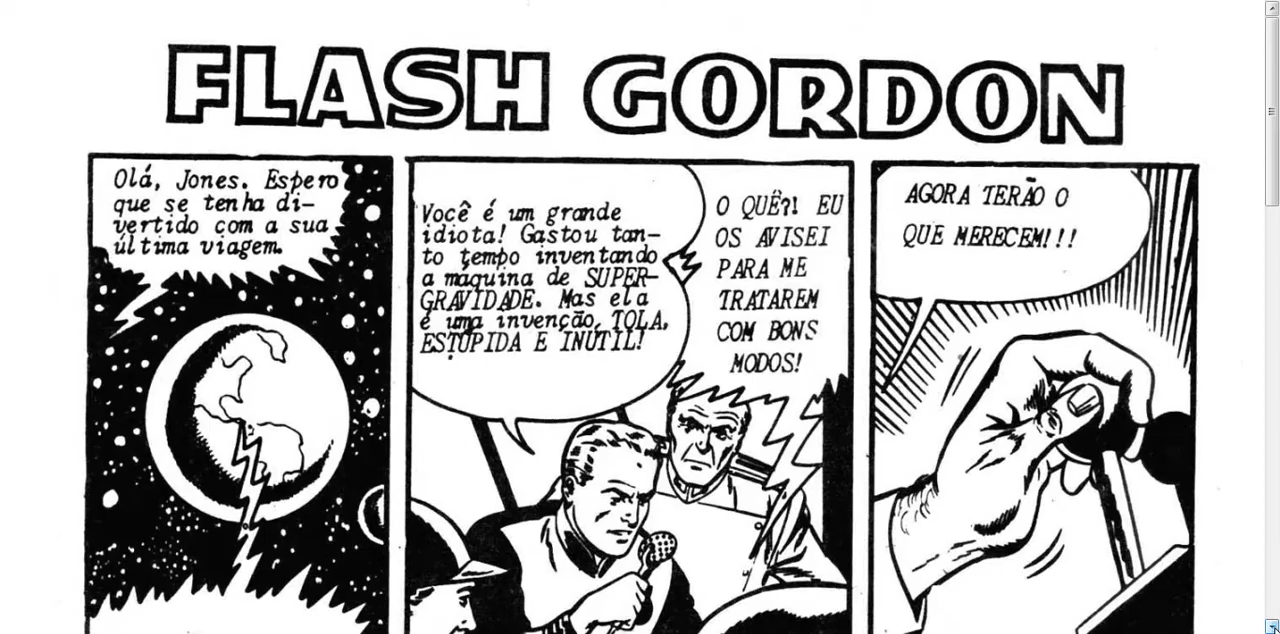 FLASH GORDON
Olá, Jones. Espero
que se tenha di-
vertido com a sua
última viagem.
Você é um grande
idiota! Gastou tan-
to tempo inventando
a máquina de SUPER-
GRAVIDADE. Mas ela
é uma invenção TOLA,
ESTÚPIDA E INÚTIL!
O QUÊ?! EU
OS AVISEI
PARA ME
TRATAREM
COM BONS
MODOS!
AGORA TERÃO O
QUE MERECEM!!!